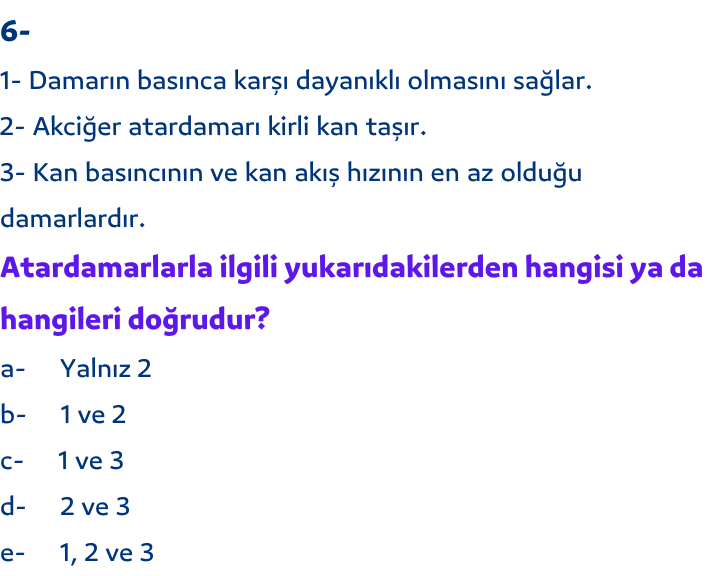 6-
1- Damarın basınca karşı dayanıklı olmasını sağlar.
2- Akciğer atardamarı kirli kan taşır.
3- Kan basıncının ve kan akış hızının en az olduğu
damarlardır.
Atardamarlarla ilgili yukarıdakilerden hangisi ya da
hangileri doğrudur?
a- Yalnız 2
b- 1 ve 2
c- 1 ve 3
d- 2 ve 3
e- 1, 2 ve 3